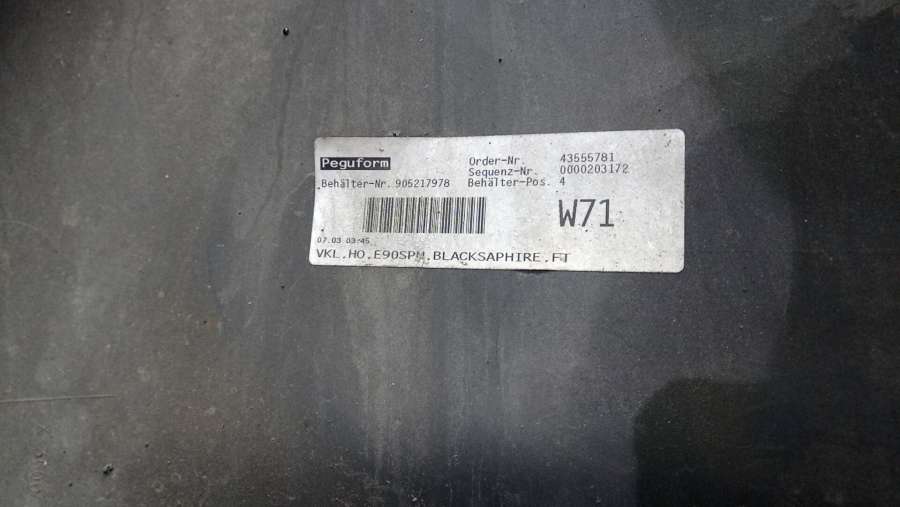 Peguform Order-Nr. 43555781
Sequenz-Nr. 0000203172
Behälter-Nr. 905217978 Behälter-Pos. 4
W71
07.03 03:45
VKL.HO.E90SPM.BLACKSAPHIRE.FT